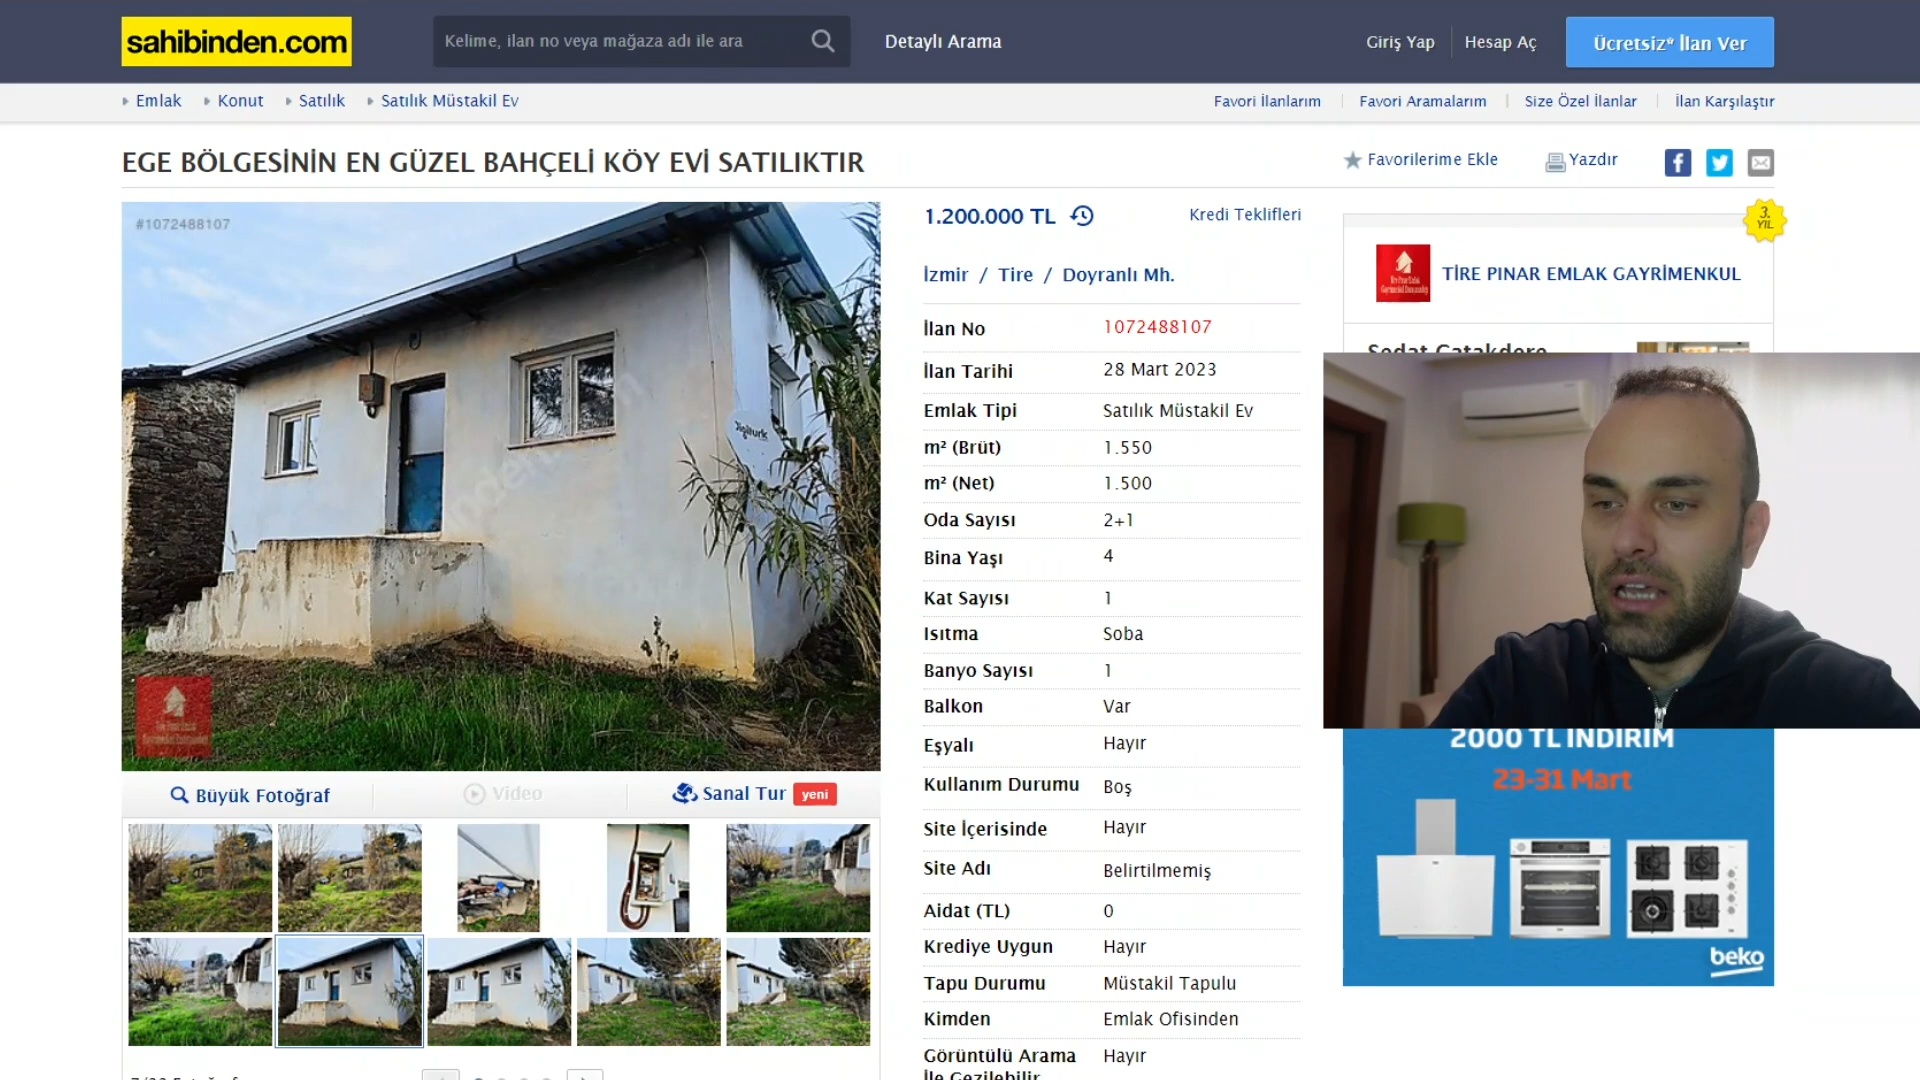 sahibinden.com
Kelime, ilan no veya mağaza adı ile ara
Detaylı Arama
Giriş Yap
Hesap Aç
Ücretsiz* İlan Ver
Emlak
Konut
Satılık
Satılık Müstakil Ev
Favori İlanlarım
Favori Aramalarım
Size Özel İlanlar
İlan Karşılaştır
EGE BÖLGESİNİN EN GÜZEL BAHÇELİ KÖY EVİ SATILIKTIR
Favorilerime Ekle
Yazdır
#1072488107
Digiturk
1.200.000 TL
Kredi Teklifleri
İzmir / Tire / Doyranlı Mh.
İlan No 1072488107
İlan Tarihi 28 Mart 2023
Emlak Tipi Satılık Müstakil Ev
m² (Brüt) 1.550
m² (Net) 1.500
Oda Sayısı 2+1
Bina Yaşı 4
Kat Sayısı 1
Isıtma Soba
Banyo Sayısı 1
Balkon Var
Eşyalı Hayır
Kullanım Durumu Boş
Site İçerisinde Hayır
Site Adı Belirtilmemiş
Aidat (TL) 0
Krediye Uygun Hayır
Tapu Durumu Müstakil Tapulu
Kimden Emlak Ofisinden
Görüntülü Arama Hayır
İle Gezilebilir
3. YIL
TİRE PINAR EMLAK GAYRİMENKUL
Sedat Çatakdere
2000 TL İNDİRİM
23-31 Mart
beko
Büyük Fotoğraf
Video
Sanal Tur yeni